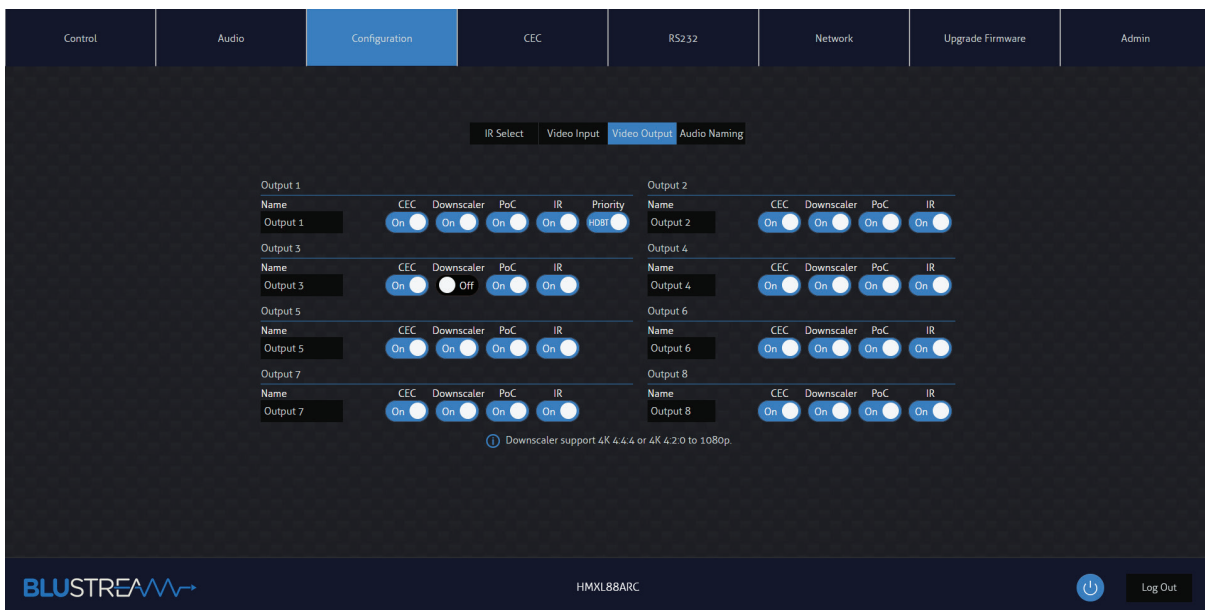 Control Audio Configuration CEC RS232 Network Upgrade Firmware Admin
IR Select Video Input Video Output Audio Naming
Output 1
Name CEC Downscaler PoC IR Priority
Output 1 On On On On HDBT
Output 2
Name CEC Downscaler PoC IR
Output 2 On On On On
Output 3
Name CEC Downscaler PoC IR
Output 3 On Off On On
Output 4
Name CEC Downscaler PoC IR
Output 4 On On On On
Output 5
Name CEC Downscaler PoC IR
Output 5 On On On On
Output 6
Name CEC Downscaler PoC IR
Output 6 On On On On
Output 7
Name CEC Downscaler PoC IR
Output 7 On On On On
Output 8
Name CEC Downscaler PoC IR
Output 8 On On On On
Downscaler support 4K 4:4:4 or 4K 4:2:0 to 1080p.
BLUSTREAM HMXL88ARC Log Out